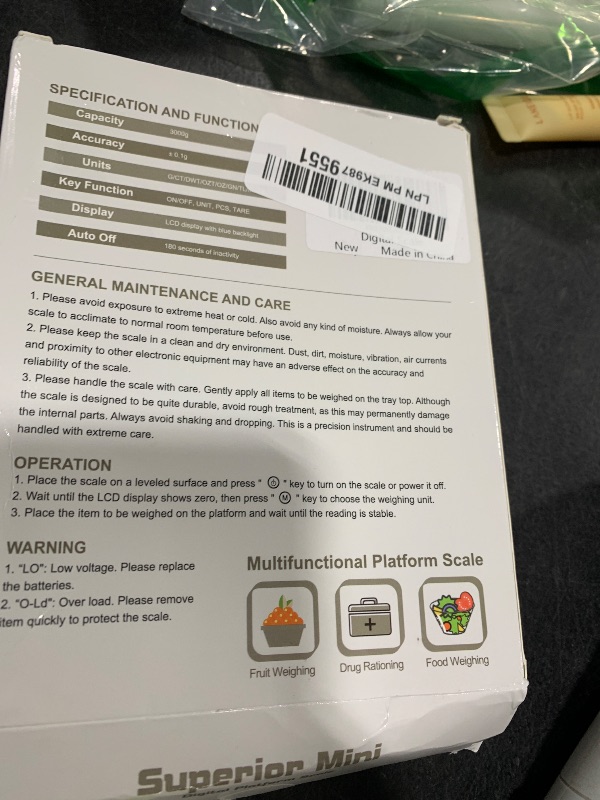 SPECIFICATION AND FUNCTION
Capacity 3000g
Accuracy ± 0.1g
Units
Key Function ON/OFF, UNIT, PCS, TARE
Display LCD display with blue backlight
Auto Off 180 seconds of inactivity
LPN PM EK9879551
New Made in
GENERAL MAINTENANCE AND CARE
1. Please avoid exposure to extreme heat or cold. Also avoid any kind of moisture. Always allow your
scale to acclimate to normal room temperature before use.
2. Please keep the scale in a clean and dry environment. Dust, dirt, moisture, vibration, air currents
and proximity to other electronic equipment may have an adverse effect on the accuracy and
reliability of the scale.
3. Please handle the scale with care. Gently apply all items to be weighed on the tray top. Although
the scale is designed to be quite durable, avoid rough treatment, as this may permanently damage
the internal parts. Always avoid shaking and dropping. This is a precision instrument and should be
handled with extreme care.
OPERATION
1. Place the scale on a leveled surface and press " " key to turn on the scale or power it off.
2. Wait until the LCD display shows zero, then press " M " key to choose the weighing unit.
3. Place the item to be weighed on the platform and wait until the reading is stable.
WARNING
1. "LO": Low voltage. Please replace
the batteries.
2. "O-Ld": Over load. Please remove
item quickly to protect the scale.
Multifunctional Platform Scale
Fruit Weighing
Drug Rationing
Food Weighing
Superior Mini